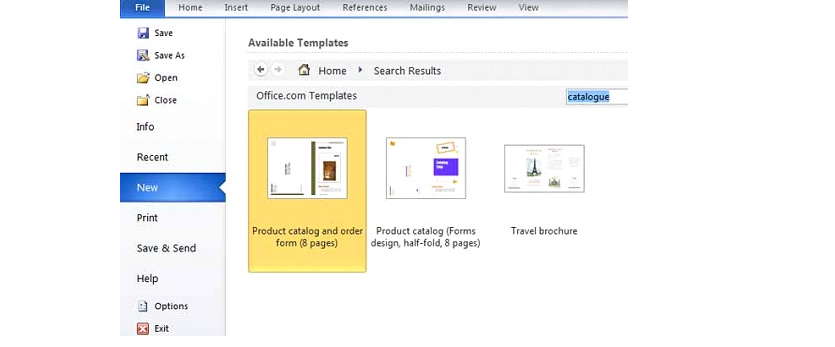 File Home Insert Page Layout References Mailings Review View
Save
Save As
Open
Close
Info
Recent
New
Print
Save & Send
Help
Options
Exit
Available Templates
Home Search Results
Office.com Templates catalogue
Product catalog and order
form (8 pages)
Product catalog (Forms
design, half-fold, 8 pages)
Travel brochure